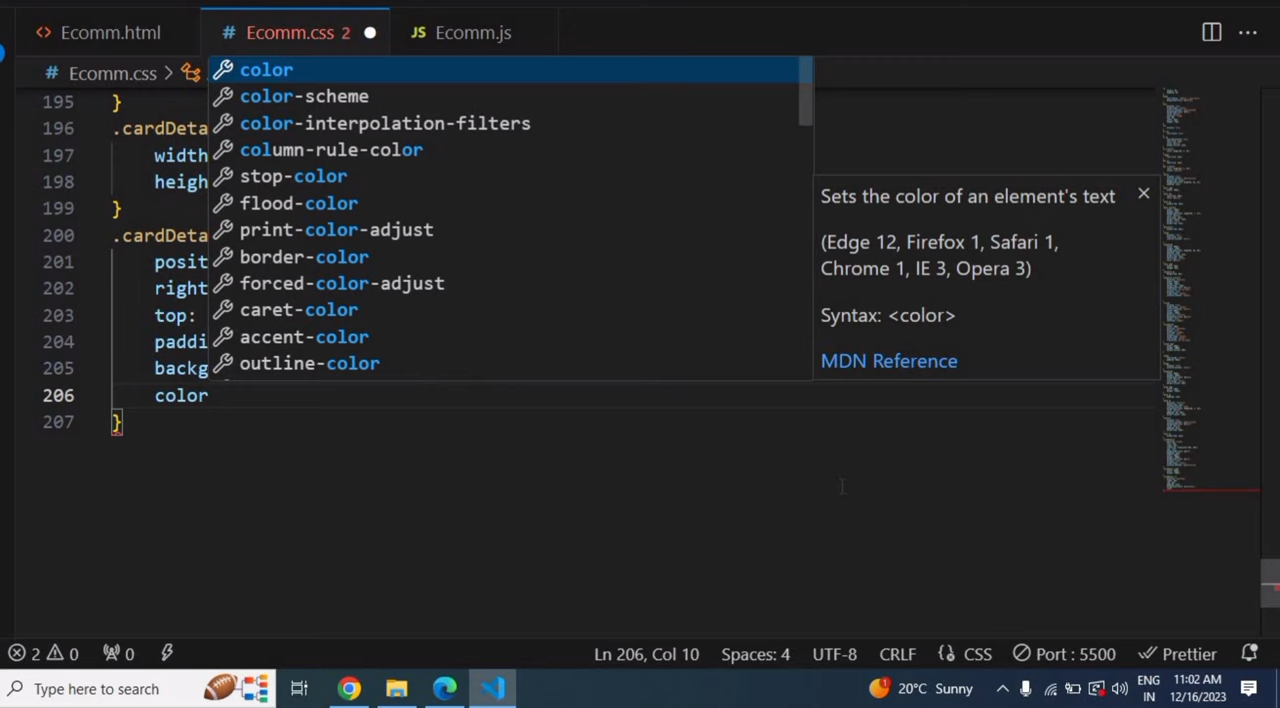 Ecomm.html
# Ecomm.css 2
JS Ecomm.js
# Ecomm.css >
color
color-scheme
color-interpolation-filters
column-rule-color
stop-color
flood-color
print-color-adjust
border-color
forced-color-adjust
caret-color
accent-color
outline-color
Sets the color of an element's text
(Edge 12, Firefox 1, Safari 1,
Chrome 1, IE 3, Opera 3)
Syntax: <color>
MDN Reference
195 }
196 .cardDeta
197 width
198 heigh
199 }
200 .cardDeta
201 posit
202 right
203 top:
204 paddi
205 backg
206 color
207 }
2 0 0 Ln 206, Col 10 Spaces: 4 UTF-8 CRLF CSS Port : 5500 Prettier
Type here to search 1 20°C Sunny ENG 11:02 AM
IN 12/16/2023